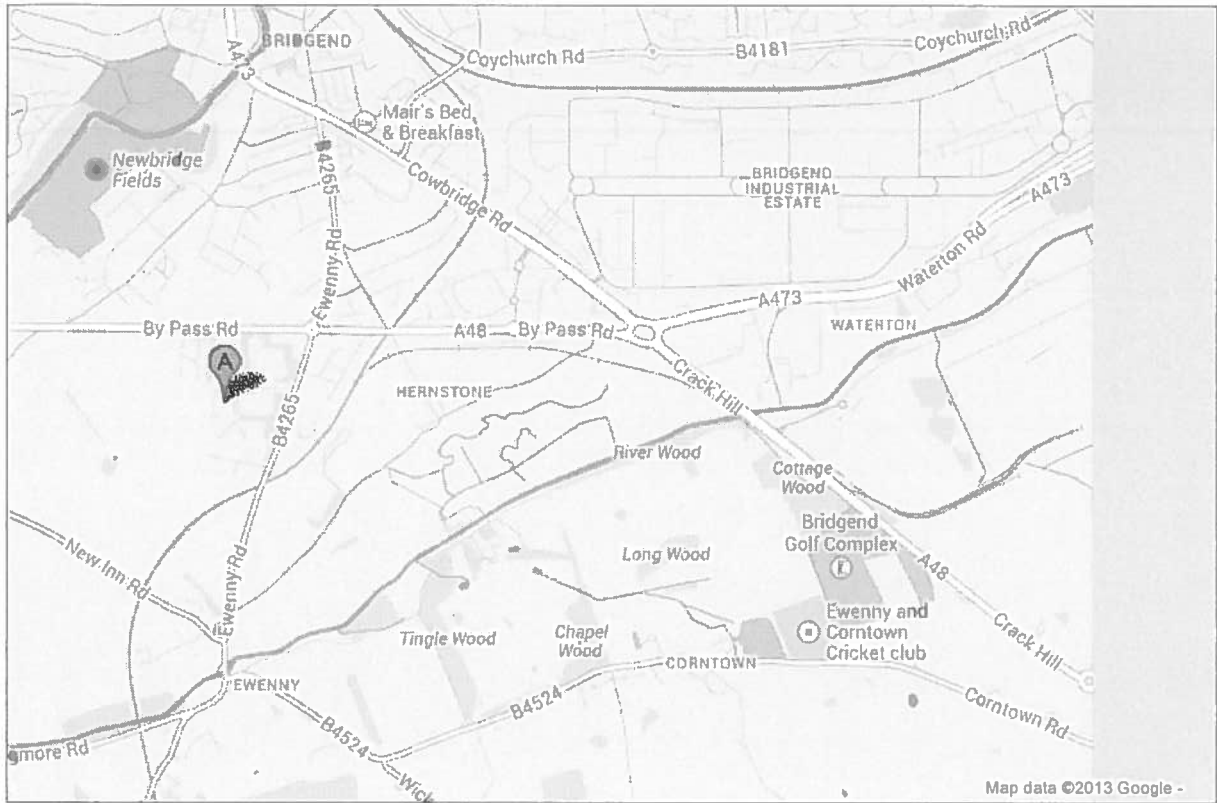 A473
BRIDGEND
Coychurch Rd
B4181
Coychurch Rd
Mair's Bed
& Breakfast
Newbridge
Fields
B4265
Cowbridge Rd
BRIDGEND
INDUSTRIAL
ESTATE
A473
Ewenny Rd
Waterton Rd
A473
By Pass Rd
A48
By Pass Rd
WATERTON
A
HERNSTONE
Crack Hill
B4265
River Wood
Cottage
Wood
Bridgend
Golf Complex
New Inn Rd
Long Wood
A48
Ewenny Rd
Ewenny and
Corntown
Cricket club
Tingle Wood
Chapel
Wood
Crack Hill
CORNTOWN
EWENNY
B4524
B4524
Corntown Rd
gmore Rd
Wick
Map data ©2013 Google -